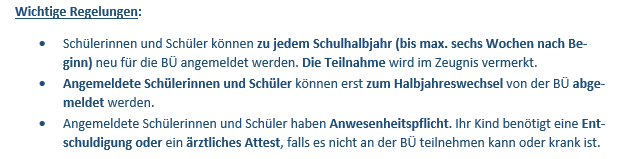 Wichtige Regelungen:
• Schülerinnen und Schüler können zu jedem Schulhalbjahr (bis max. sechs Wochen nach Be-
ginn) neu für die BÜ angemeldet werden. Die Teilnahme wird im Zeugnis vermerkt.
• Angemeldete Schülerinnen und Schüler können erst zum Halbjahreswechsel von der BÜ abge-
meldet werden.
• Angemeldete Schülerinnen und Schüler haben Anwesenheitspflicht. Ihr Kind benötigt eine Ent-
schuldigung oder ein ärztliches Attest, falls es nicht an der BÜ teilnehmen kann oder krank ist.